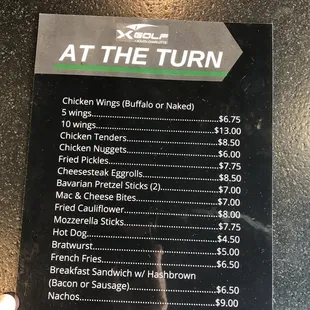 XGOLF
AT THE TURN
Chicken Wings (Buffalo or Naked)
5 wings..........$6.75
10 wings..........$13.00
Chicken Tenders..........$8.50
Chicken Nuggets..........$6.00
Fried Pickles..........$7.75
Cheesesteak Eggrolls..........$8.50
Bavarian Pretzel Sticks (2)..........$7.00
Mac & Cheese Bites..........$7.00
Fried Cauliflower..........$8.00
Mozzerella Sticks..........$7.75
Hot Dog..........$4.50
Bratwurst..........$5.00
French Fries..........$6.50
Breakfast Sandwich w/ Hashbrown
(Bacon or Sausage)..........$6.50
Nachos..........$9.00